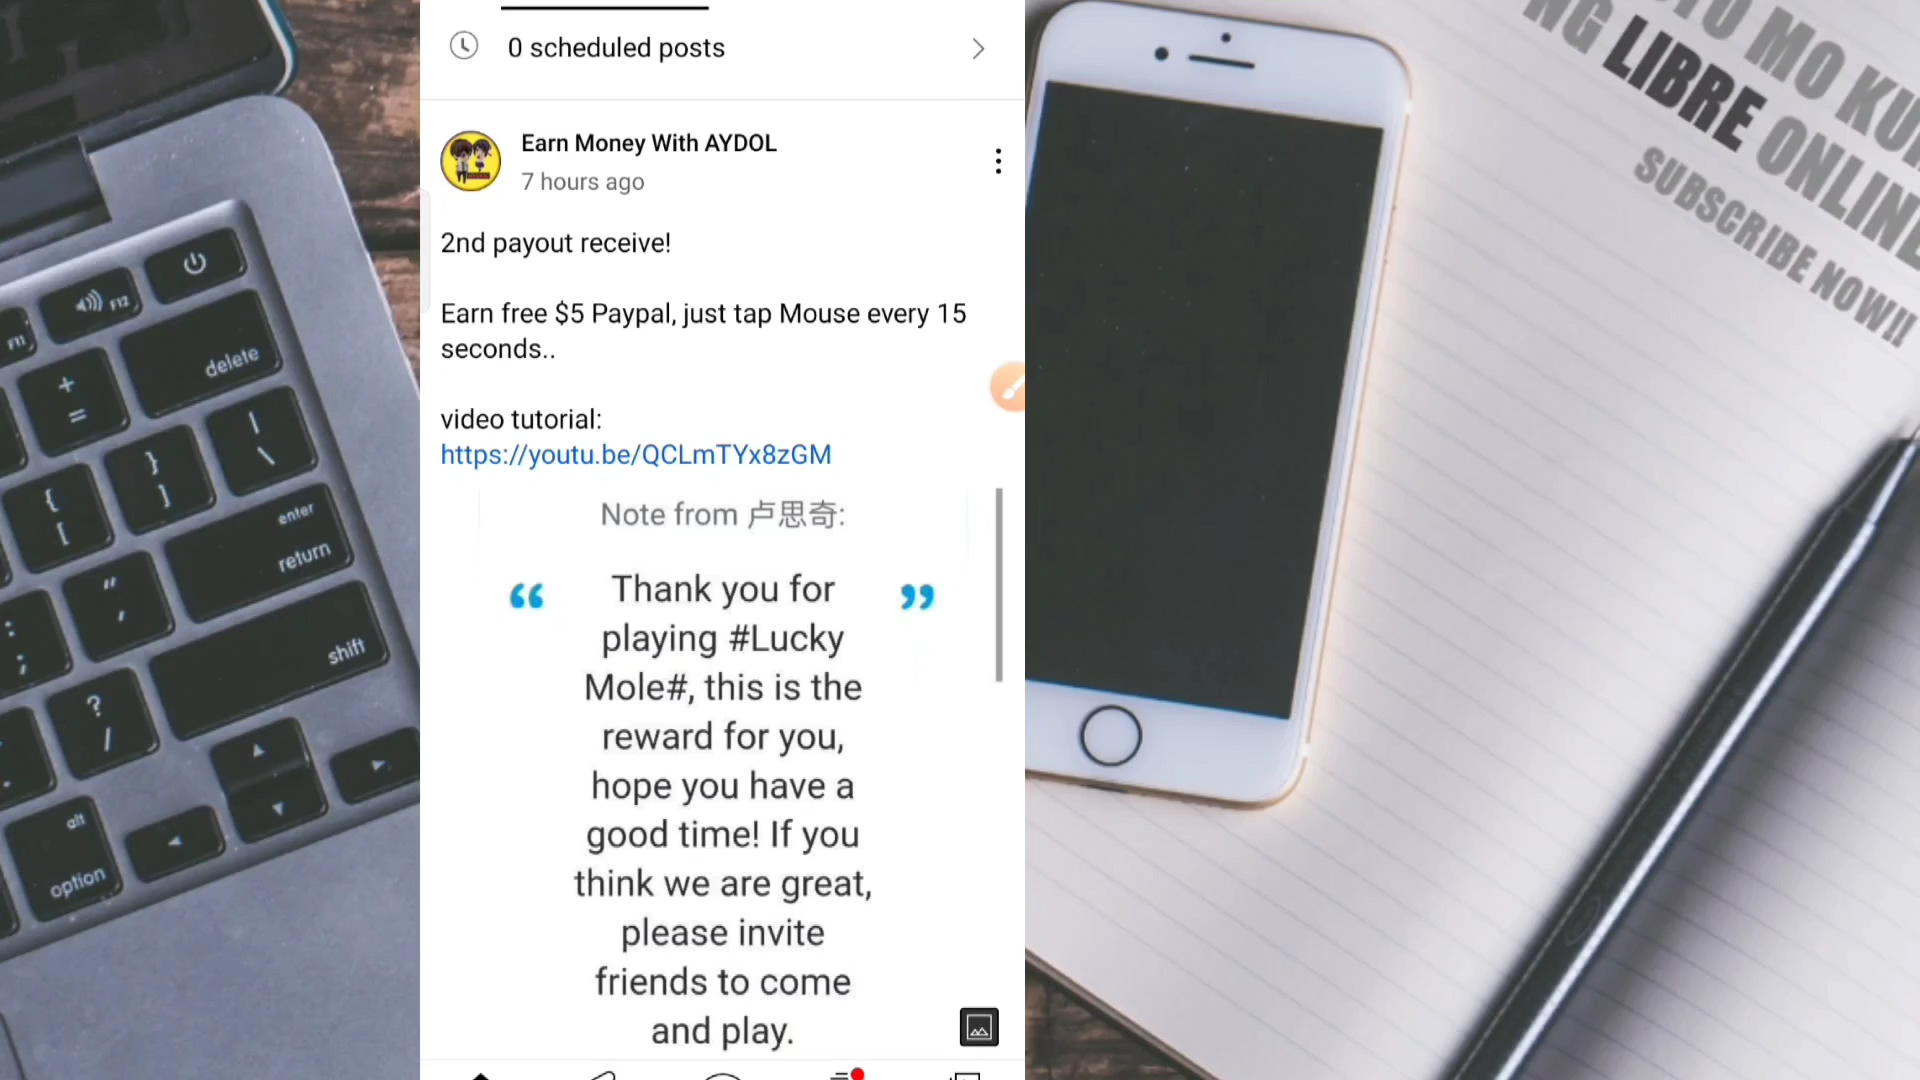 0 scheduled posts
Earn Money With AYDOL
7 hours ago
2nd payout receive!
Earn free $5 Paypal, just tap Mouse every 15
seconds..
video tutorial:
https://youtu.be/QCLmTYx8zGM
Note from 卢思奇:
“ Thank you for ”
playing #Lucky
Mole#, this is the
reward for you,
hope you have a
good time! If you
think we are great,
please invite
friends to come
and play.
MO
LIBRE
SUBSCRIBE NOW!!
F12
F11
delete
+
=
|
\
}
]
{
[
enter
return
"
,
:
;
shift
?
/
alt
option